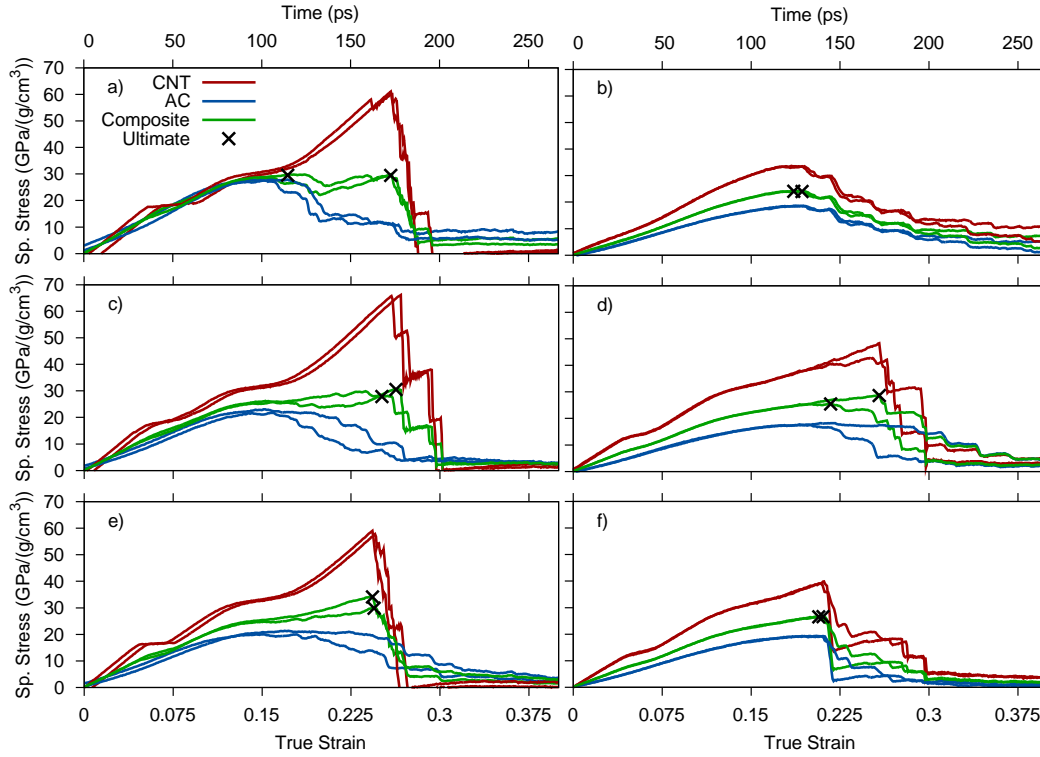 Time (ps) Time (ps)
0 50 100 150 200 250 0 50 100 150 200 250
Sp. Stress (GPa/(g/cm³))
70
60
50
40
30
20
10
0
a)
CNT
AC
Composite
Ultimate
b)
Sp. Stress (GPa/(g/cm³))
70
60
50
40
30
20
10
0
c)
d)
Sp. Stress (GPa/(g/cm³))
70
60
50
40
30
20
10
0
e)
f)
0 0.075 0.15 0.225 0.3 0.375 0 0.075 0.15 0.225 0.3 0.375
True Strain True Strain